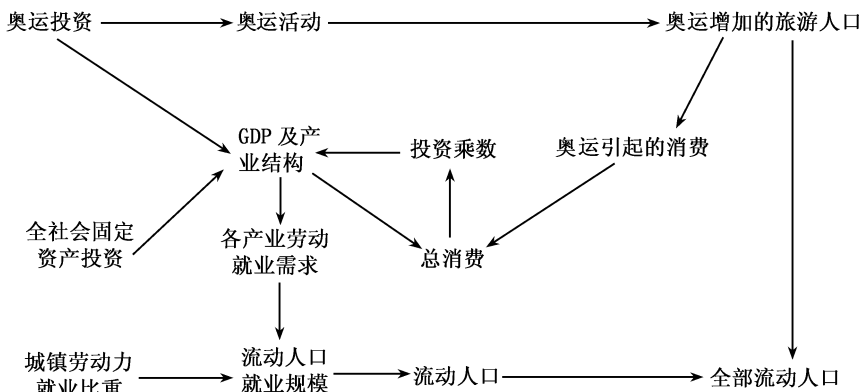 奥运投资
奥运活动
奥运增加的旅游人口
GDP 及产
业结构
投资乘数
奥运引起的消费
全社会固定
资产投资
各产业劳动
就业需求
总消费
城镇劳动力
就业比重
流动人口
就业规模
流动人口
全部流动人口